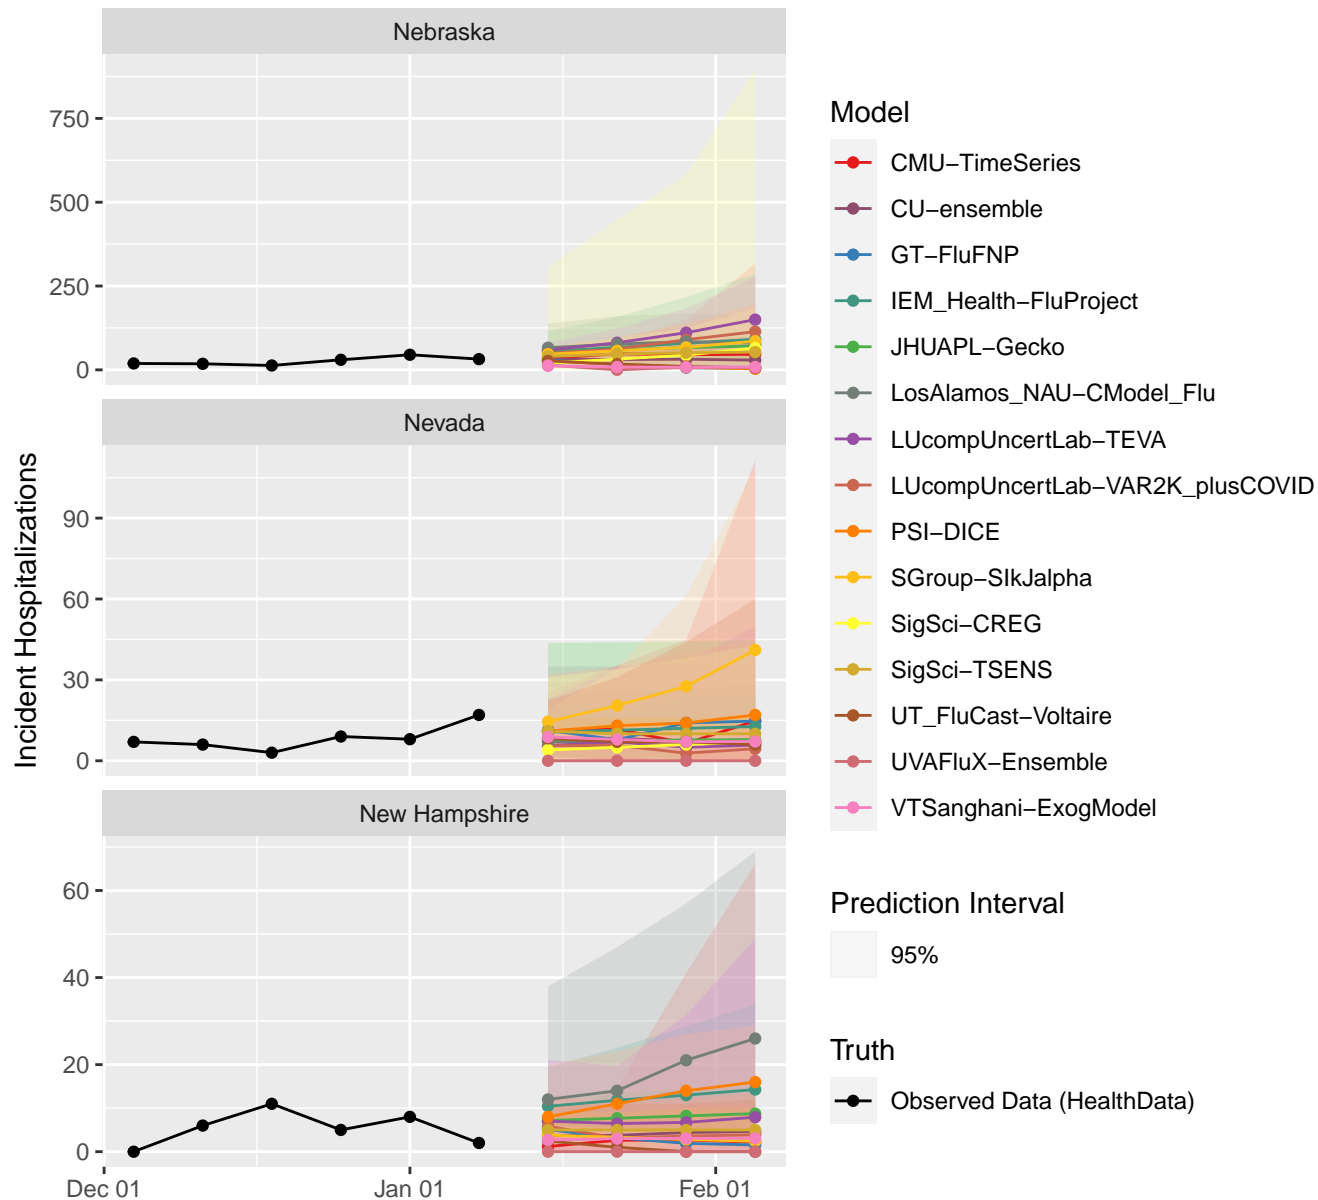 Nebraska
750
500
250
0
Nevada
90
60
30
0
New Hampshire
60
40
20
0
Dec 01
Jan 01
Feb 01
Incident Hospitalizations
Model
CMU−TimeSeries
CU−ensemble
GT−FluFNP
IEM_Health−FluProject
JHUAPL−Gecko
LosAlamos_NAU−CModel_Flu
LUcompUncertLab−TEVA
LUcompUncertLab−VAR2K_plusCOVID
PSI−DICE
SGroup−SIkJalpha
SigSci−CREG
SigSci−TSENS
UT_FluCast−Voltaire
UVAFluX−Ensemble
VTSanghani−ExogModel
Prediction Interval
95%
Truth
Observed Data (HealthData)